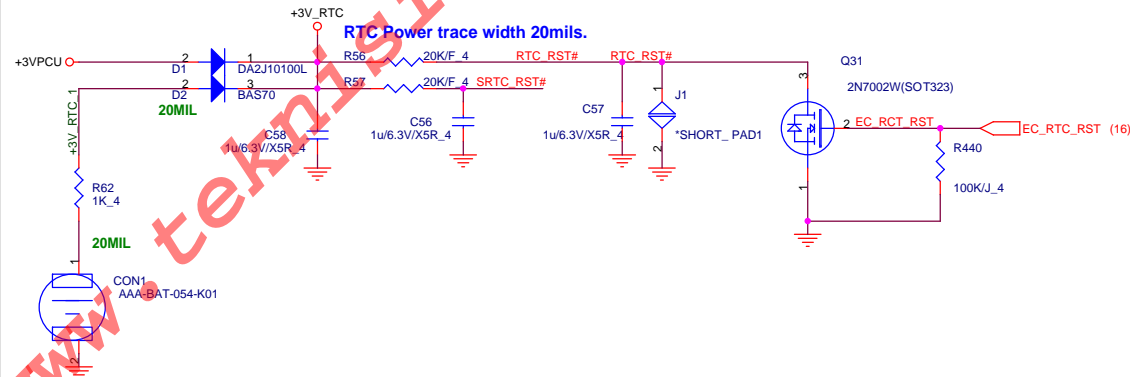 +3V_RTC
RTC Power trace width 20mils.
+3VPCU
2
D1
1
DA2J10100L
R56
20K/F_4
RTC_RST#
RTC_RST#
2
D2
3
BAS70
R57
20K/F_4
SRTC_RST#
20MIL
+3V_RTC_1
C58
1u/6.3V/X5R_4
C56
1u/6.3V/X5R_4
C57
1u/6.3V/X5R_4
1
J1
*SHORT_PAD1
2
Q31
2N7002W(SOT323)
3
2
EC_RCT_RST
EC_RTC_RST (16)
1
R440
100K/J_4
R62
1K_4
20MIL
1
CON1
AAA-BAT-054-K01
2
www.teknisi